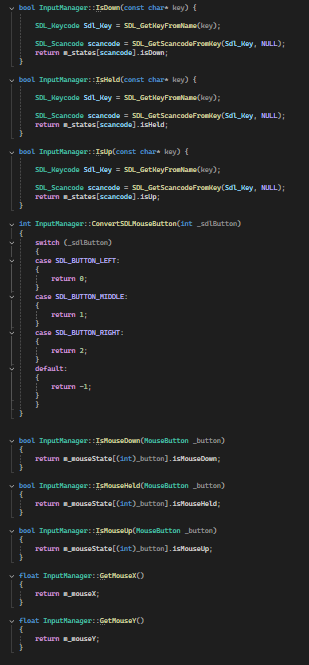 bool InputManager::IsDown(const char* key) {
SDL_Keycode Sdl_Key = SDL_GetKeyFromName(key);
SDL_Scancode scancode = SDL_GetScancodeFromKey(Sdl_Key, NULL);
return m_states[scancode].isDown;
}
bool InputManager::IsHeld(const char* key) {
SDL_Keycode Sdl_Key = SDL_GetKeyFromName(key);
SDL_Scancode scancode = SDL_GetScancodeFromKey(Sdl_Key, NULL);
return m_states[scancode].isHeld;
}
bool InputManager::IsUp(const char* key) {
SDL_Keycode Sdl_Key = SDL_GetKeyFromName(key);
SDL_Scancode scancode = SDL_GetScancodeFromKey(Sdl_Key, NULL);
return m_states[scancode].isUp;
}
int InputManager::ConvertSDLMouseButton(int _sdlButton)
{
switch (_sdlButton)
{
case SDL_BUTTON_LEFT:
{
return 0;
}
case SDL_BUTTON_MIDDLE:
{
return 1;
}
case SDL_BUTTON_RIGHT:
{
return 2;
}
default:
{
return -1;
}
}
}
bool InputManager::IsMouseDown(MouseButton _button)
{
return m_mouseState[(int)_button].isMouseDown;
}
bool InputManager::IsMouseHeld(MouseButton _button)
{
return m_mouseState[(int)_button].isMouseHeld;
}
bool InputManager::IsMouseUp(MouseButton _button)
{
return m_mouseState[(int)_button].isMouseUp;
}
float InputManager::GetMouseX()
{
return m_mouseX;
}
float InputManager::GetMouseY()
{
return m_mouseY;
}